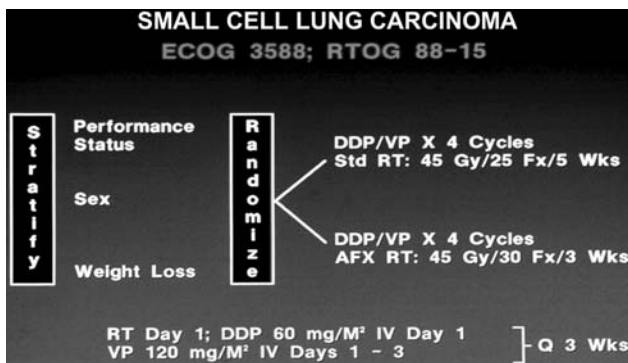 SMALL CELL LUNG CARCINOMA
ECOG 3588; RTOG 88-15
Stratify
Performance
Status
Sex
Weight Loss
Randomize
DDP/VP X 4 Cycles
Std RT: 45 Gy/25 Fx/5 Wks
DDP/VP X 4 Cycles
AFX RT: 45 Gy/30 Fx/3 Wks
RT Day 1; DDP 60 mg/M² IV Day 1
VP 120 mg/M² IV Days 1 - 3
Q 3 Wks